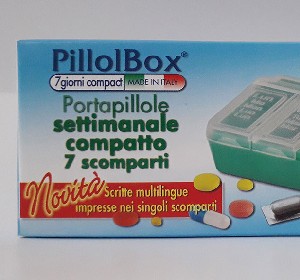 PillolBox®
7 giorni compact MADE IN ITALY
Portapillole
settimanale
compatto
7 scomparti
Novità
Scritte multilingue
impresse nei singoli scomparti